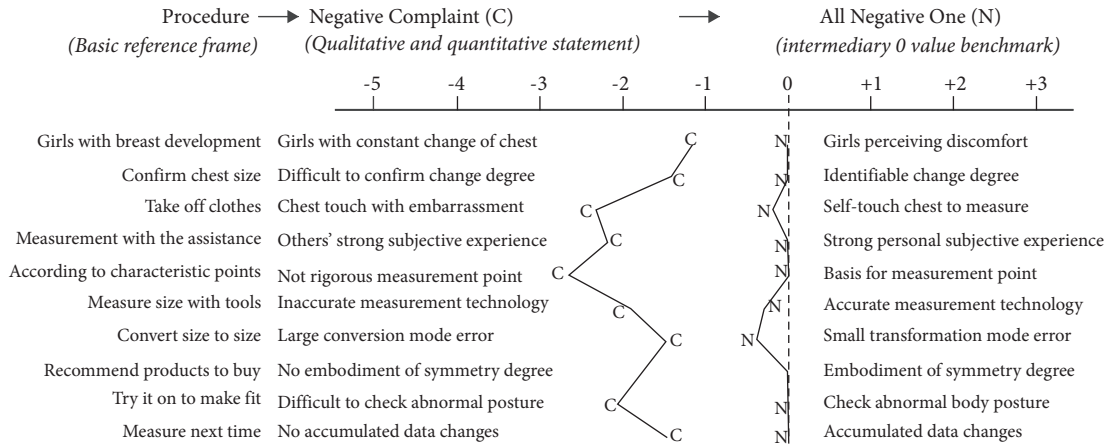 Procedure → Negative Complaint (C) → All Negative One (N)
(Basic reference frame) (Qualitative and quantitative statement) (intermediary 0 value benchmark)
-5 -4 -3 -2 -1 0 +1 +2 +3
Girls with breast development Girls with constant change of chest C N Girls perceiving discomfort
Confirm chest size Difficult to confirm change degree C N Identifiable change degree
Take off clothes Chest touch with embarrassment C N Self-touch chest to measure
Measurement with the assistance Others' strong subjective experience C N Strong personal subjective experience
According to characteristic points Not rigorous measurement point C N Basis for measurement point
Measure size with tools Inaccurate measurement technology C N Accurate measurement technology
Convert size to size Large conversion mode error C N Small transformation mode error
Recommend products to buy No embodiment of symmetry degree Embodiment of symmetry degree
Try it on to make fit Difficult to check abnormal posture C N Check abnormal body posture
Measure next time No accumulated data changes C N Accumulated data changes